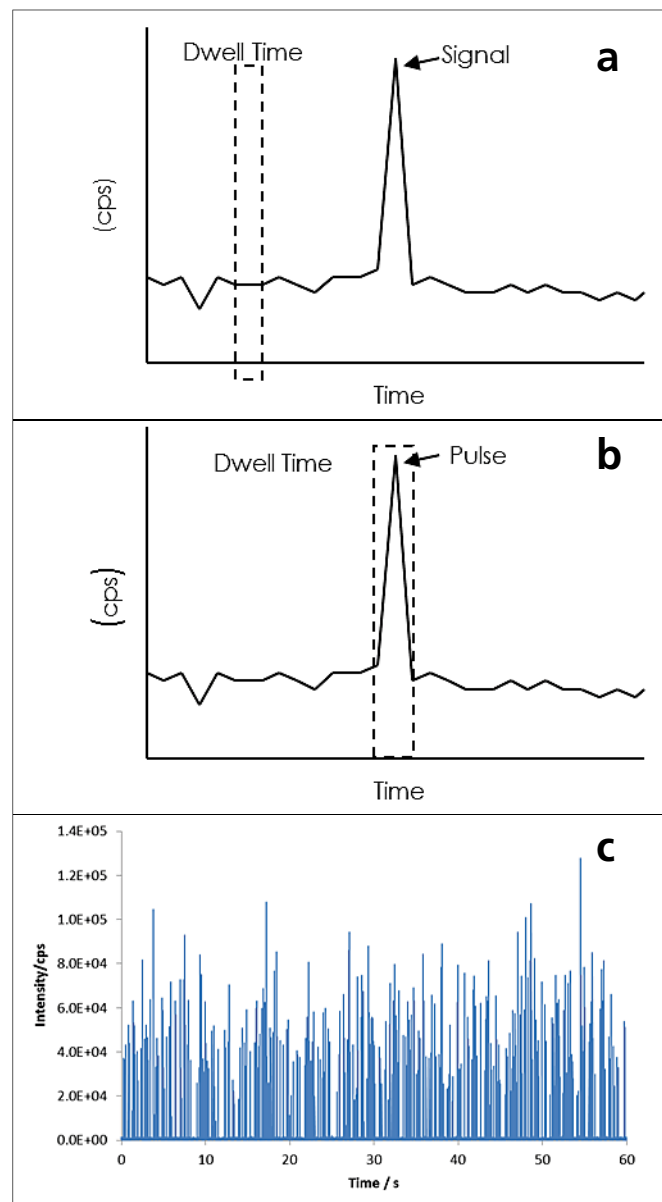 Dwell Time
Signal
a
(cps)
Time
b
Dwell Time
Pulse
(cps)
Time
c
1.4E+05
1.2E+05
1.0E+05
8.0E+04
6.0E+04
4.0E+04
2.0E+04
0.0E+00
Intensity/cps
0 10 20 30 40 50 60
Time / s